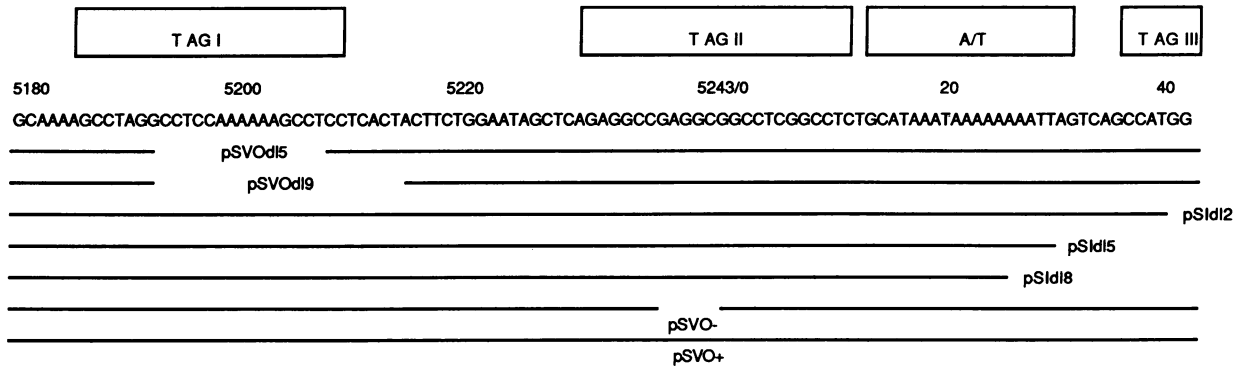 T AG I T AG II A/T T AG III
5180 5200 5220 5243/0 20 40
GCAAAAGCCTAGGCCTCCAAAAAAGCCTCCTCACTACTTCTGGAATAGCTCAGAGGCCGAGGCGGCCTCGGCCTCTGCATAAATAAAAAAAATTAGTCAGCCATGG
pSVOdl5
pSVOdl9
pSIdl2
pSIdl5
pSIdl8
pSVO-
pSVO+